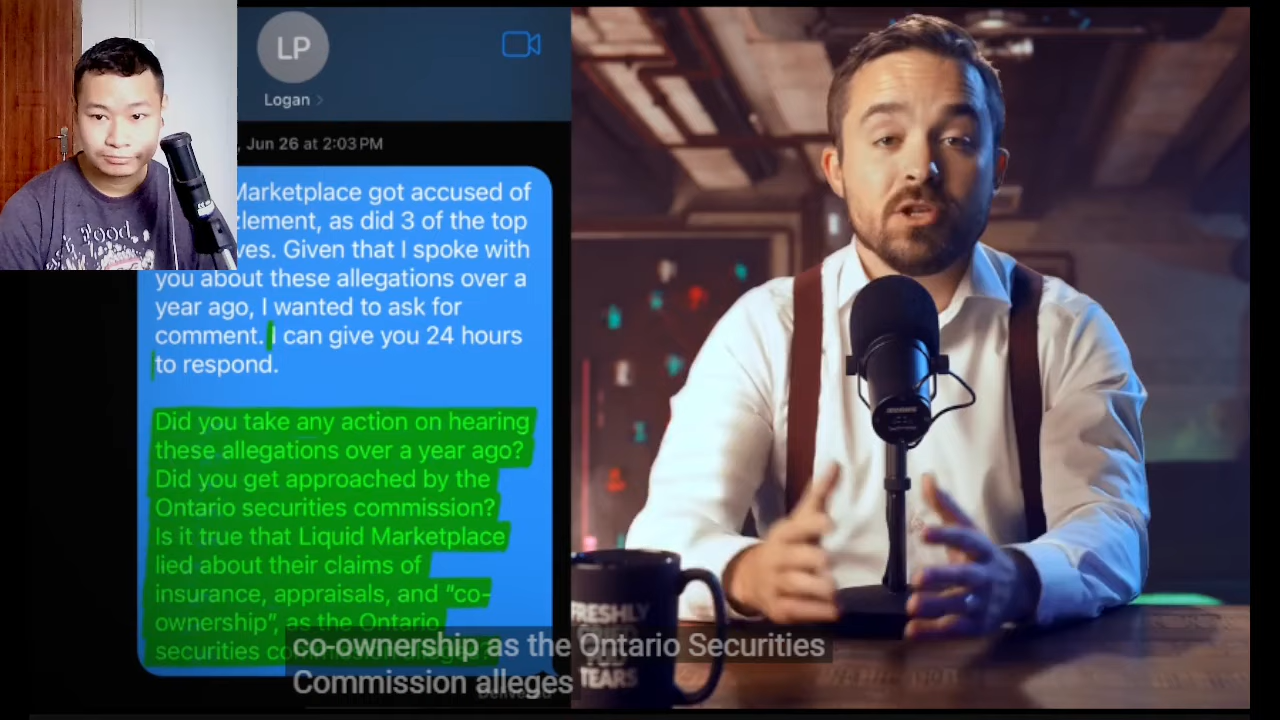 LP
Logan
, Jun 26 at 2:03 PM
Marketplace got accused of
zlement, as did 3 of the top
ves. Given that I spoke with
you about these allegations over a
year ago, I wanted to ask for
comment. I can give you 24 hours
to respond.
Did you take any action on hearing
these allegations over a year ago?
Did you get approached by the
Ontario securities commission?
Is it true that Liquid Marketplace
lied about their claims of
insurance, appraisals, and “co-
ownership”, as the Ontario
securities
co-ownership as the Ontario Securities
Commission alleges
FRESHLY
TEARS